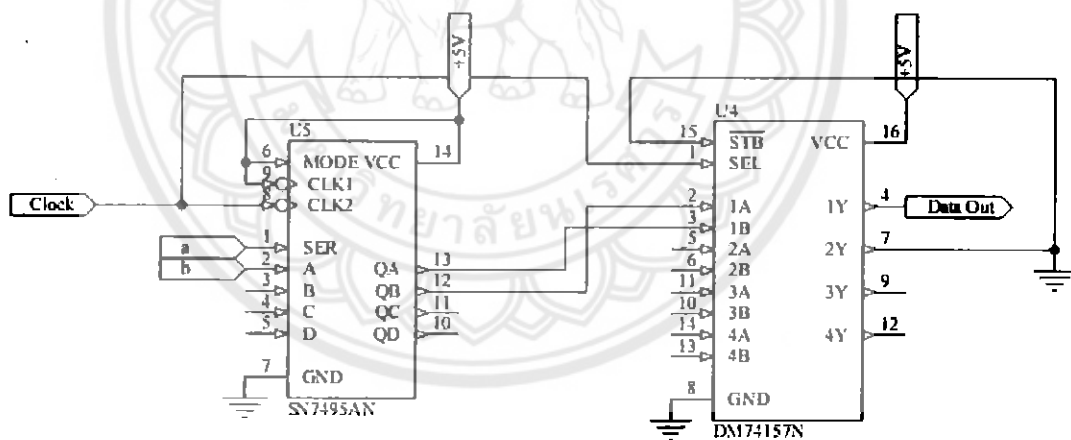 +5V
+5V
U5
U4
6 MODE VCC 14
9 CLK1
8 CLK2
Clock
a 1 SER
b 2 A QA 13
3 B QB 12
4 C QC 11
5 D QD 10
7 GND
SN7495AN
15 STB VCC 16
1 SEL
2 1A 1Y 4 Data Out
3 1B
5 2A 2Y 7
6 2B
11 3A 3Y 9
10 3B
14 4A 4Y 12
13 4B
8 GND
DM74157N